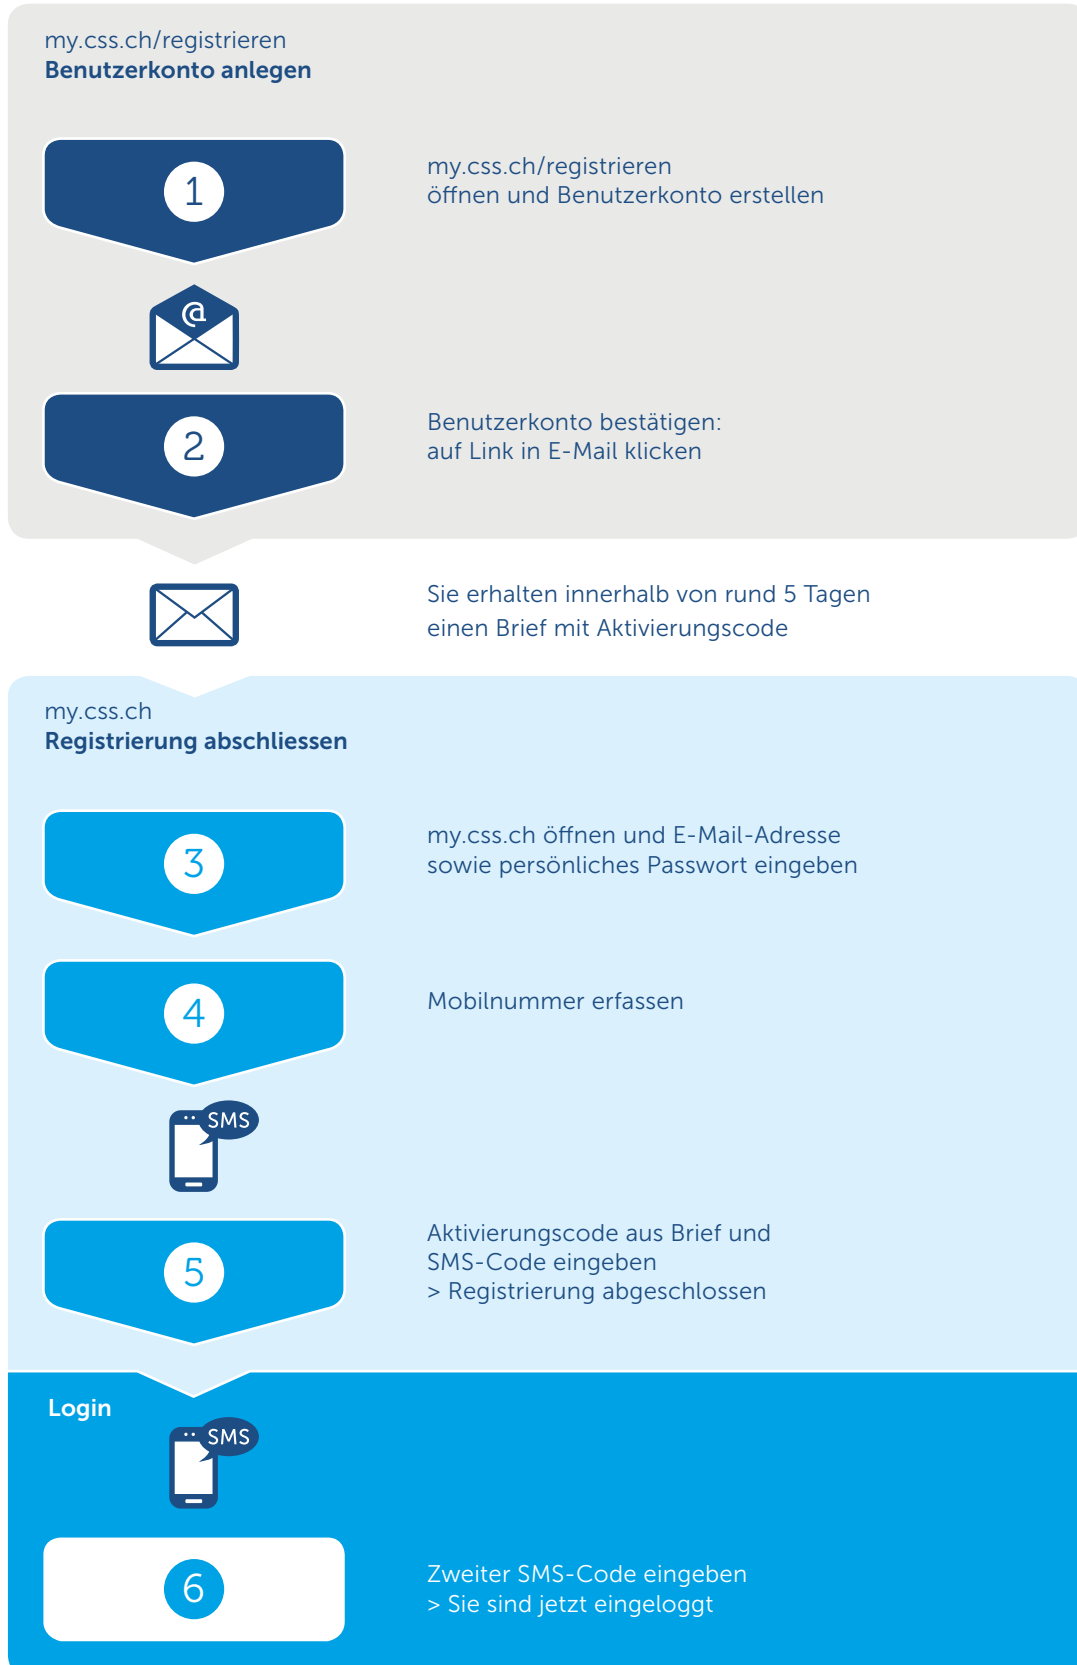 my.css.ch/registrieren
Benutzerkonto anlegen
1
my.css.ch/registrieren
öffnen und Benutzerkonto erstellen
@
2
Benutzerkonto bestätigen:
auf Link in E-Mail klicken
Sie erhalten innerhalb von rund 5 Tagen
einen Brief mit Aktivierungscode
my.css.ch
Registrierung abschliessen
3
my.css.ch öffnen und E-Mail-Adresse
sowie persönliches Passwort eingeben
4
Mobilnummer erfassen
SMS
5
Aktivierungscode aus Brief und
SMS-Code eingeben
> Registrierung abgeschlossen
Login
SMS
6
Zweiter SMS-Code eingeben
> Sie sind jetzt eingeloggt